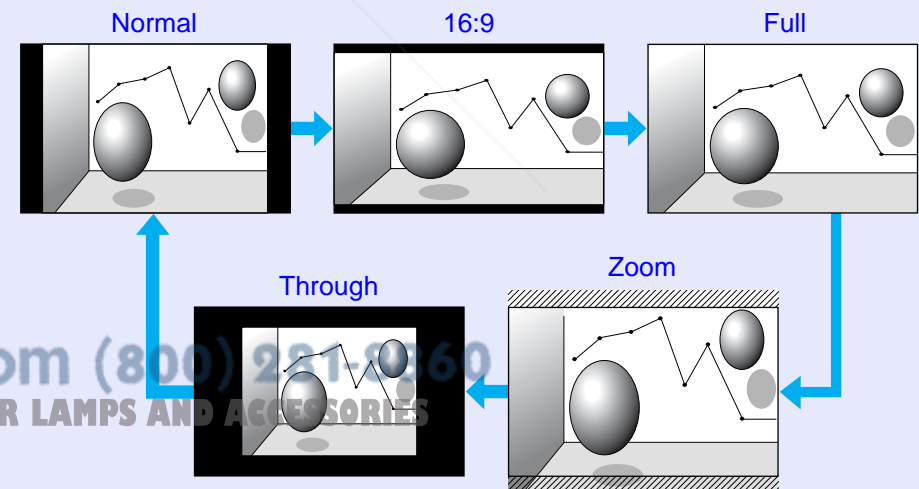 Normal
16:9
Full
Zoom
Through
om (800) 281-8860
R LAMPS AND ACCESSORIES